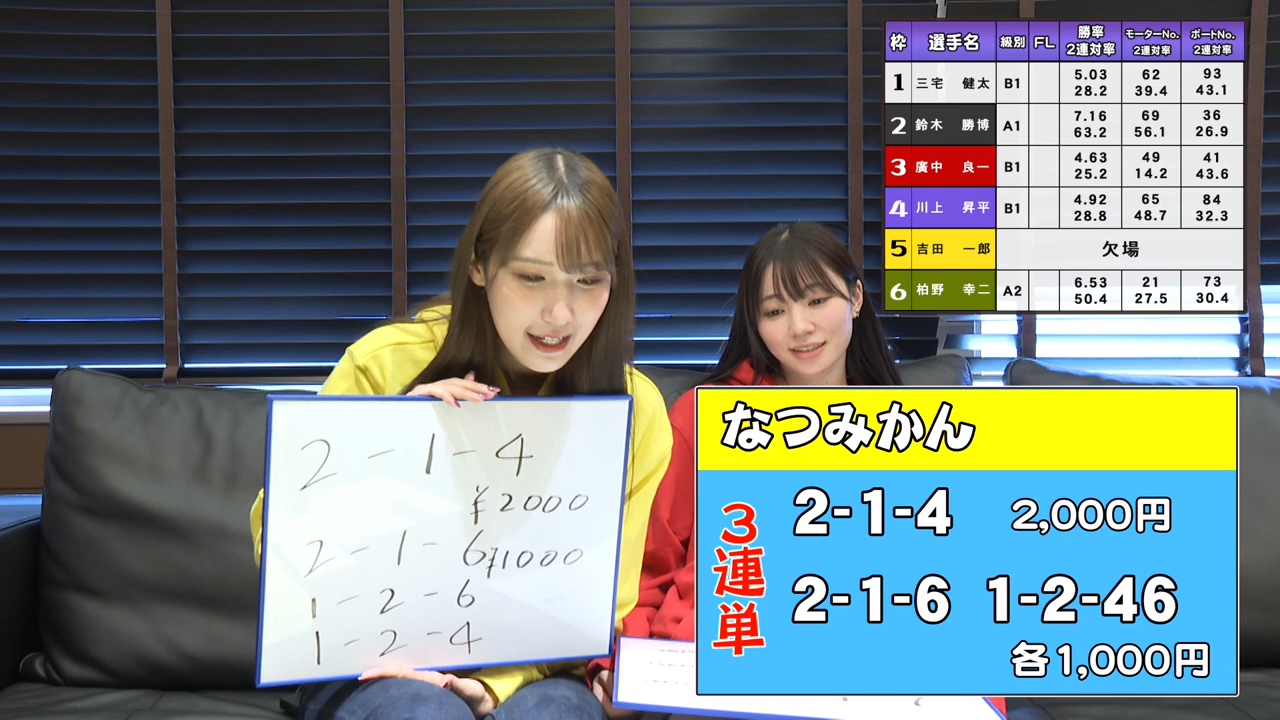 枠 選手名 級別 FL 勝率 2連対率 モーターNo. 2連対率 ボートNo. 2連対率
1 三宅 健太 B1 5.03 28.2 62 39.4 93 43.1
2 鈴木 勝博 A1 7.16 63.2 69 56.1 36 26.9
3 廣中 良一 B1 4.63 25.2 49 14.2 41 43.6
4 川上 昇平 B1 4.92 28.8 65 48.7 84 32.3
5 吉田 一郎 欠場
6 柏野 幸二 A2 6.53 50.4 21 27.5 73 30.4
2-1-4
¥2000
2-1-6 ¥1000
1-2-6
1-2-4
なつみかん
3連単
2-1-4 2,000円
2-1-6 1-2-46
各1,000円